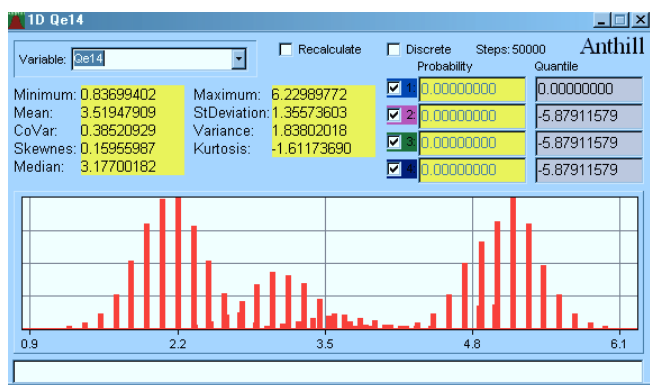 1D Qe14
Variable: Qe14
Recalculate
Discrete Steps: 50000 Anthill
Probability Quantile
Minimum: 0.83699402 Maximum: 6.22989772
Mean: 3.51947909 StDeviation: 1.35573603
CoVar: 0.38520929 Variance: 1.83802018
Skewnes: 0.15955987 Kurtosis: -1.61173690
Median: 3.17700182
1: 0.00000000 0.00000000
2: 0.00000000 -5.87911579
3: 0.00000000 -5.87911579
4: 0.00000000 -5.87911579
0.9 2.2 3.5 4.8 6.1